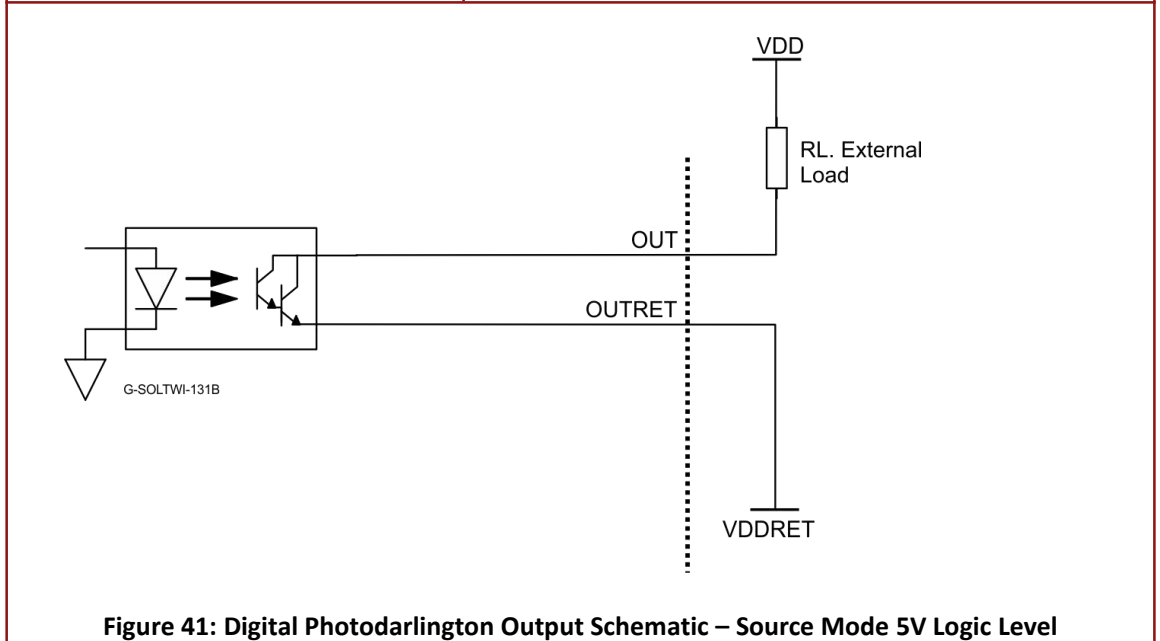 VDD
RL. External
Load
OUT
OUTRET
G-SOLTWI-131B
VDDRET
Figure 41: Digital Photodarlington Output Schematic – Source Mode 5V Logic Level